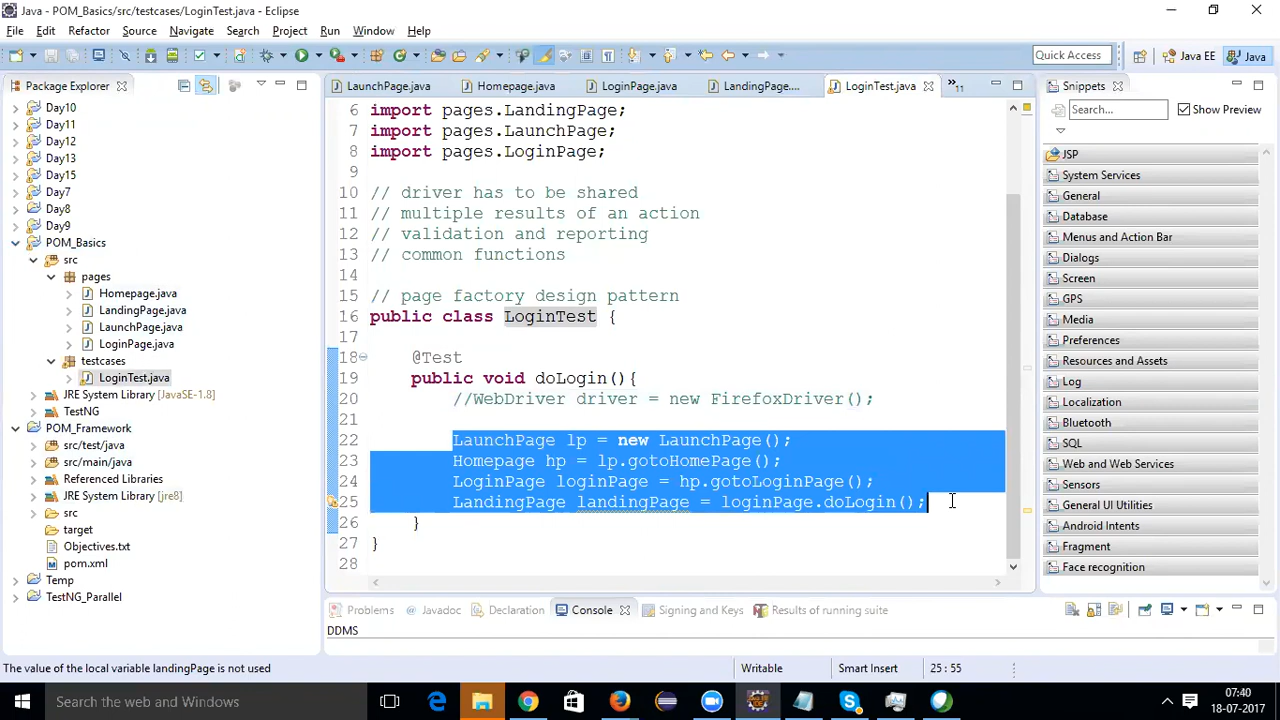 Java - POM_Basics/src/testcases/LoginTest.java - Eclipse
File Edit Refactor Source Navigate Search Project Run Window Help
Quick Access
Java EE
Java
Package Explorer
Day10
Day11
Day12
Day13
Day15
Day7
Day8
Day9
POM_Basics
src
pages
Homepage.java
LandingPage.java
LaunchPage.java
LoginPage.java
testcases
LoginTest.java
JRE System Library [JavaSE-1.8]
TestNG
POM_Framework
src/test/java
src/main/java
Referenced Libraries
JRE System Library [jre8]
src
target
Objectives.txt
pom.xml
Temp
TestNG_Parallel
LaunchPage.java Homepage.java LoginPage.java LandingPage.... LoginTest.java »11
6 import pages.LandingPage;
7 import pages.LaunchPage;
8 import pages.LoginPage;
9
10 // driver has to be shared
11 // multiple results of an action
12 // validation and reporting
13 // common functions
14
15 // page factory design pattern
16 public class LoginTest {
17
18 @Test
19 public void doLogin(){
20 //WebDriver driver = new FirefoxDriver();
21
22 LaunchPage lp = new LaunchPage();
23 Homepage hp = lp.gotoHomePage();
24 LoginPage loginPage = hp.gotoLoginPage();
25 LandingPage landingPage = loginPage.doLogin();
26 }
27 }
28
Problems Javadoc Declaration Console Signing and Keys Results of running suite
DDMS
Snippets
Search...
Show Preview
JSP
System Services
General
Database
Menus and Action Bar
Dialogs
Screen
GPS
Media
Preferences
Resources and Assets
Log
Localization
Bluetooth
SQL
Web and Web Services
Sensors
General UI Utilities
Android Intents
Fragment
Face recognition
The value of the local variable landingPage is not used
Writable
Smart Insert
25 : 55
Search the web and Windows
07:40
18-07-2017